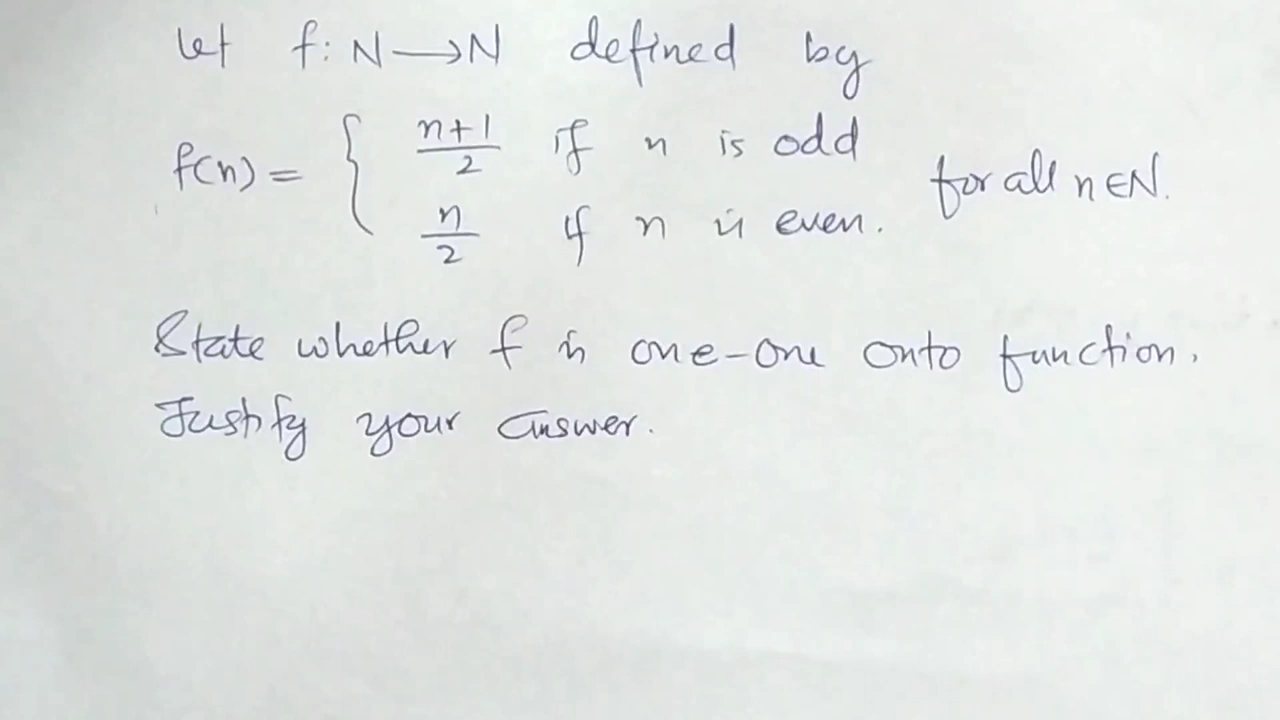 let f: N → N defined by
f(n) = { n+1/2 if n is odd
n/2 if n is even. for all n ∈ N.
State whether f is one-one onto function.
Justify your answer.